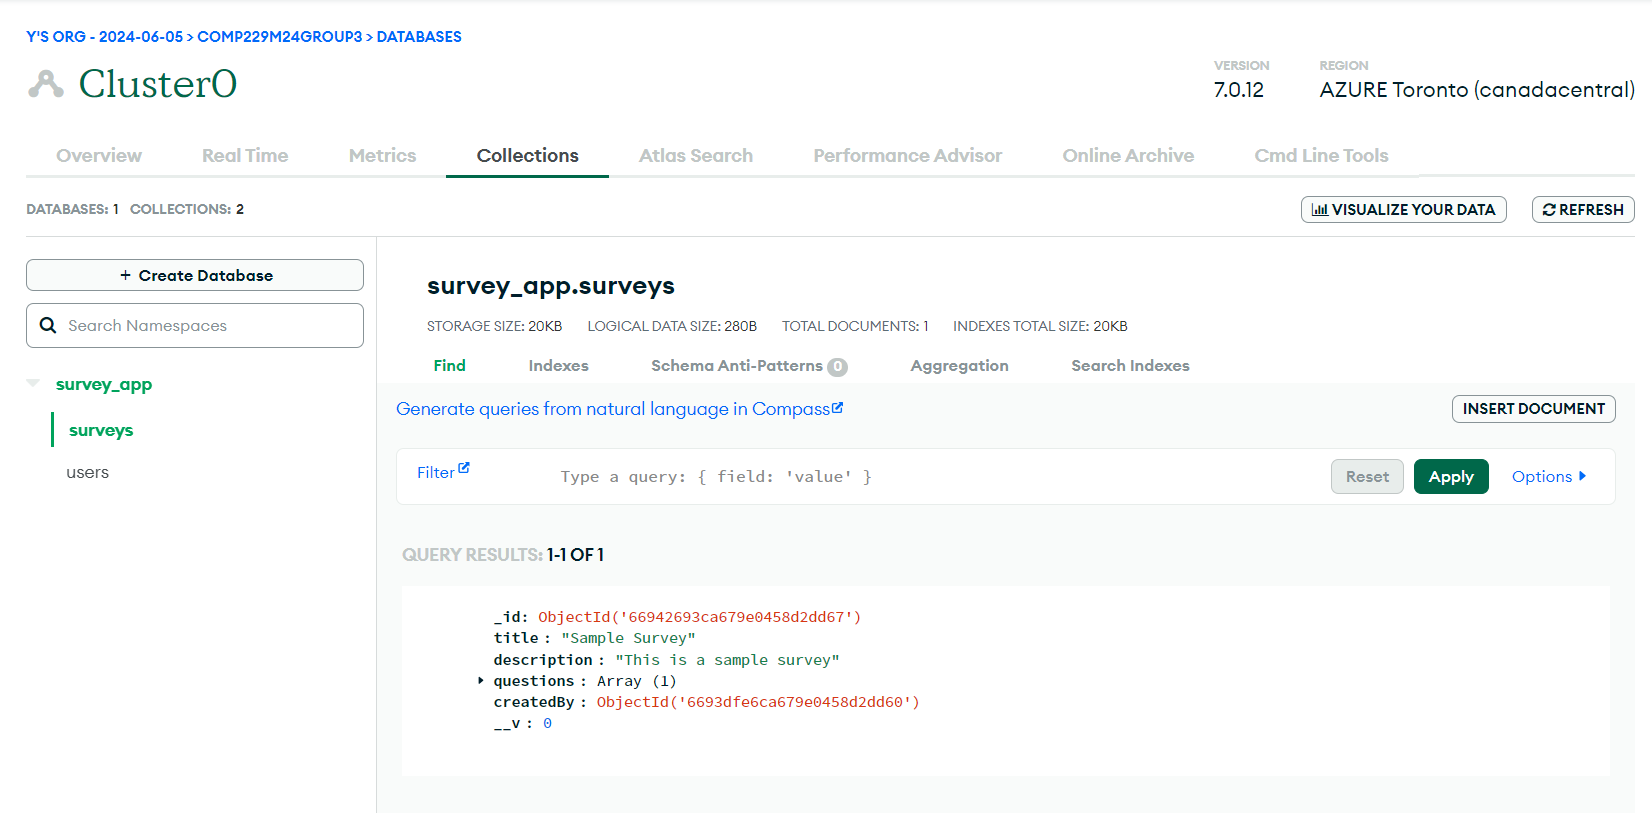 Y'S ORG - 2024-06-05 > COMP229M24GROUP3 > DATABASES
Cluster0
VERSION
7.0.12
REGION
AZURE Toronto (canadacentral)
Overview Real Time Metrics Collections Atlas Search Performance Advisor Online Archive Cmd Line Tools
DATABASES: 1 COLLECTIONS: 2
VISUALIZE YOUR DATA
REFRESH
+ Create Database
Search Namespaces
survey_app
surveys
users
survey_app.surveys
STORAGE SIZE: 20KB LOGICAL DATA SIZE: 280B TOTAL DOCUMENTS: 1 INDEXES TOTAL SIZE: 20KB
Find Indexes Schema Anti-Patterns 0 Aggregation Search Indexes
Generate queries from natural language in Compass
INSERT DOCUMENT
Filter Type a query: { field: 'value' } Reset Apply Options
QUERY RESULTS: 1-1 OF 1
_id: ObjectId('66942693ca679e0458d2dd67')
title : "Sample Survey"
description : "This is a sample survey"
questions : Array (1)
createdBy : ObjectId('6693dfe6ca679e0458d2dd60')
__v : 0